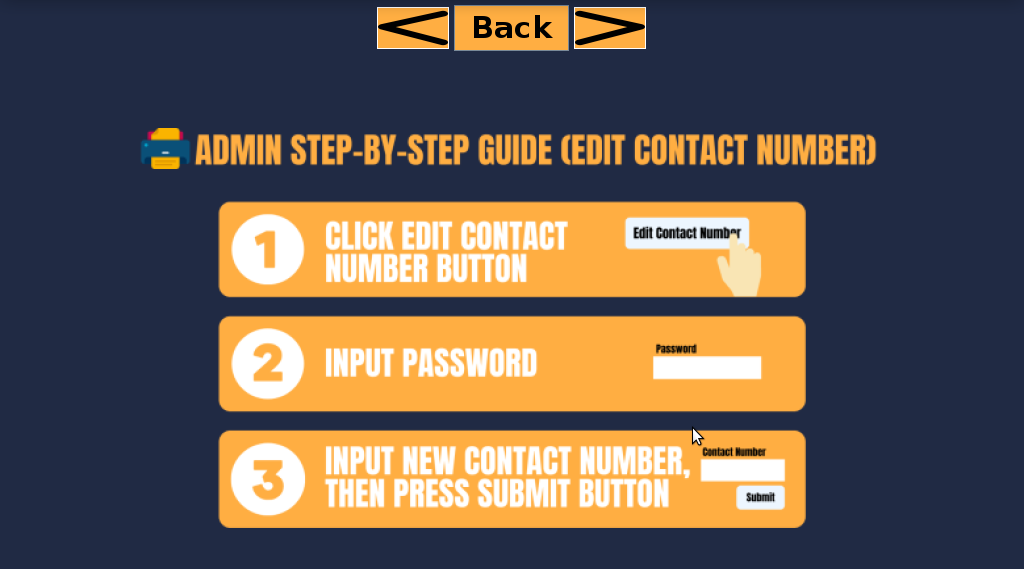 < Back >
ADMIN STEP-BY-STEP GUIDE (EDIT CONTACT NUMBER)
1
CLICK EDIT CONTACT
NUMBER BUTTON
Edit Contact Number
2
INPUT PASSWORD
Password
3
INPUT NEW CONTACT NUMBER,
THEN PRESS SUBMIT BUTTON
Contact Number
Submit